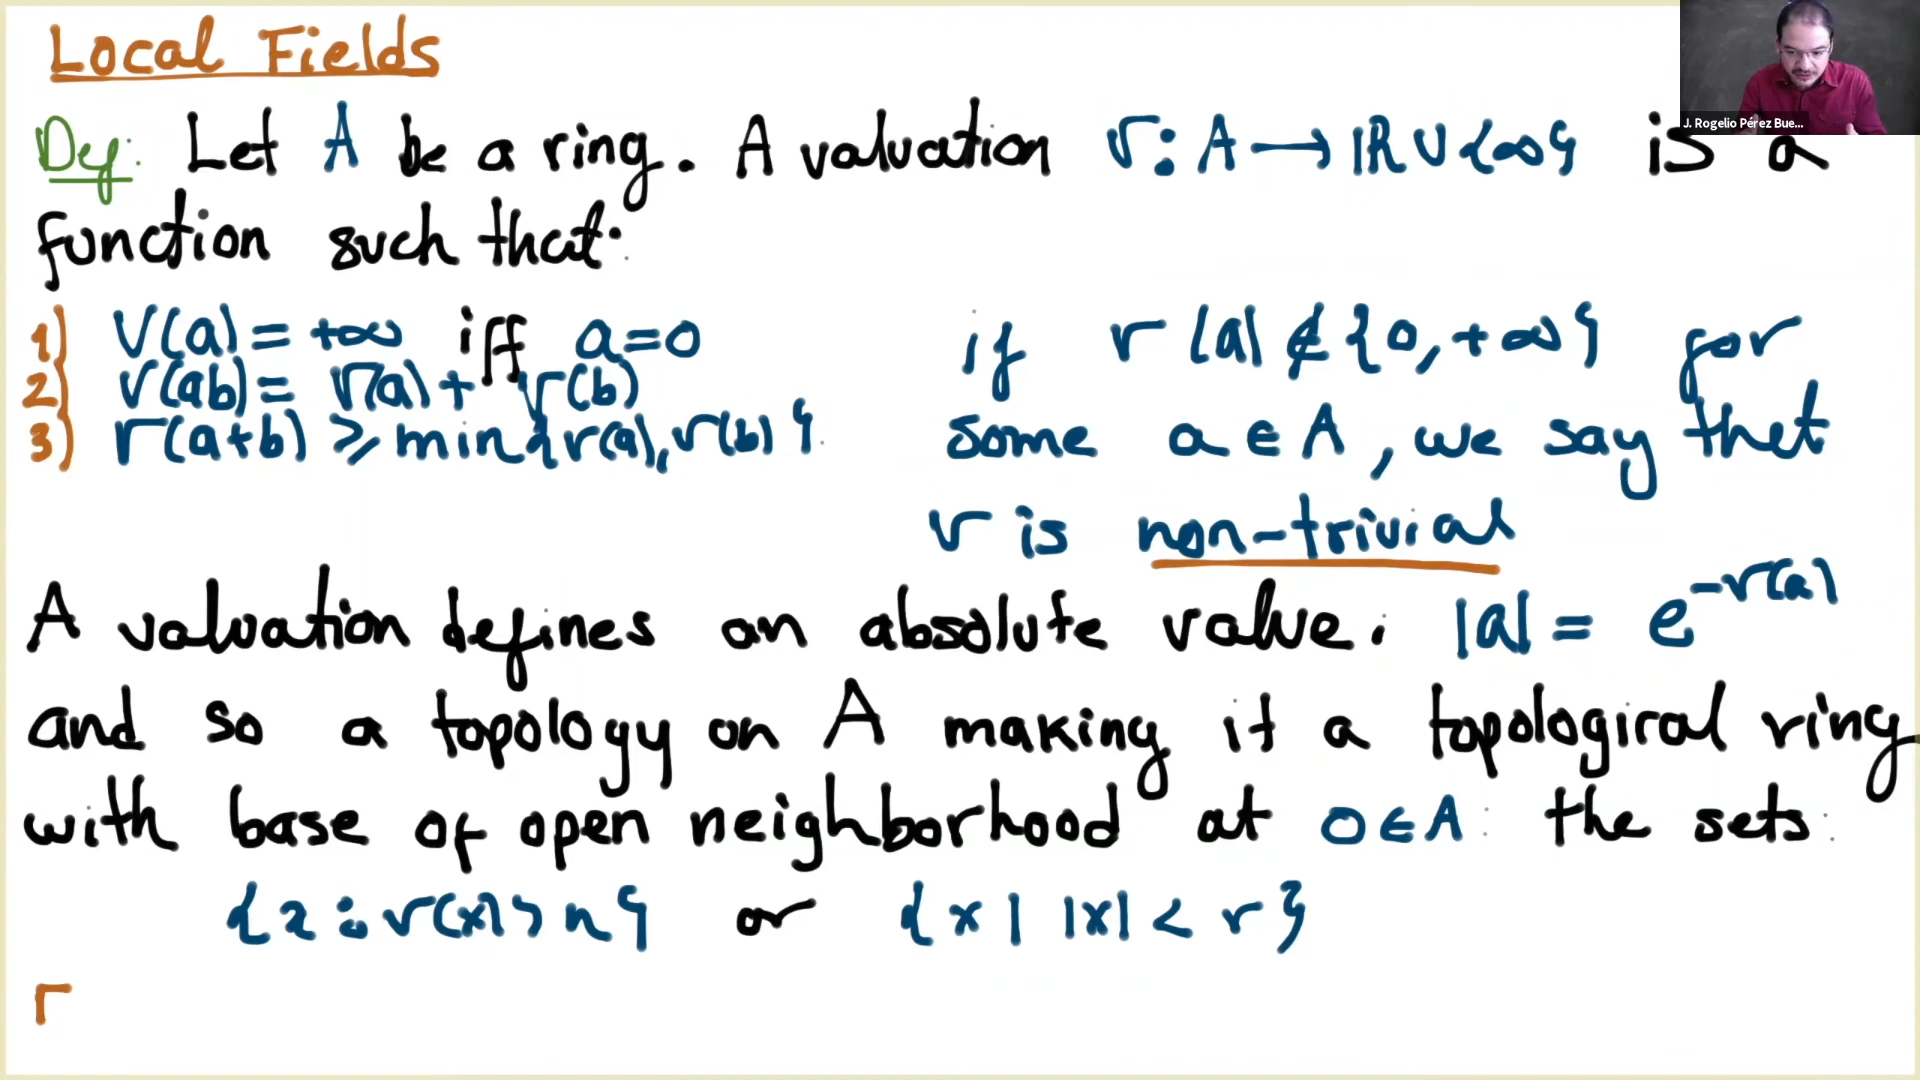 Local Fields
Def: Let A be a ring. A valuation v: A → ℝ ∪ {∞} is a
function such that:
1) v(a) = +∞ iff a = 0
2) v(ab) = v(a) + v(b)
3) v(a+b) ≥ min{v(a), v(b)}.
if v(a) ∉ {0, +∞} for
some a ∈ A, we say that
v is non-trivial
A valuation defines an absolute value: |a| = e^{-v(a)}
and so a topology on A making it a topological ring
with base of open neighborhood at 0 ∈ A: the sets:
{x : v(x) > n} or {x | |x| < r}
J. Rogelio Pérez Bue...